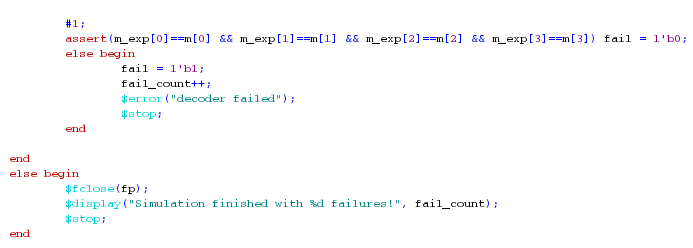 #1;
assert(m_exp[0]==m[0] && m_exp[1]==m[1] && m_exp[2]==m[2] && m_exp[3]==m[3]) fail = 1'b0;
else begin
fail = 1'b1;
fail_count++;
$error("decoder failed");
$stop;
end
end
else begin
$fclose(fp);
$display("Simulation finished with %d failures!", fail_count);
$stop;
end